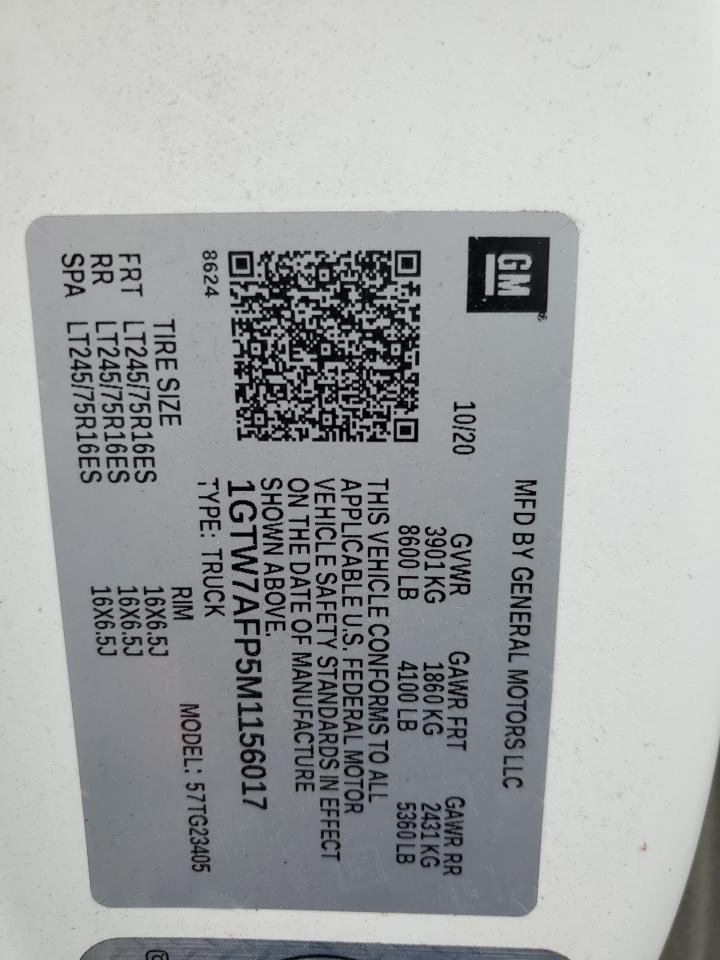 GM
MFD BY GENERAL MOTORS LLC
10/20
GVWR GAWR FRT GAWR RR
3901 KG 1860 KG 2431 KG
8600 LB 4100 LB 5360 LB
THIS VEHICLE CONFORMS TO ALL
APPLICABLE U.S. FEDERAL MOTOR
VEHICLE SAFETY STANDARDS IN EFFECT
ON THE DATE OF MANUFACTURE
SHOWN ABOVE.
1GTW7AFP5M1156017
TYPE: TRUCK MODEL: 57TG23405
8624
TIRE SIZE RIM
FRT LT245/75R16ES 16X6.5J
RR LT245/75R16ES 16X6.5J
SPA LT245/75R16ES 16X6.5J